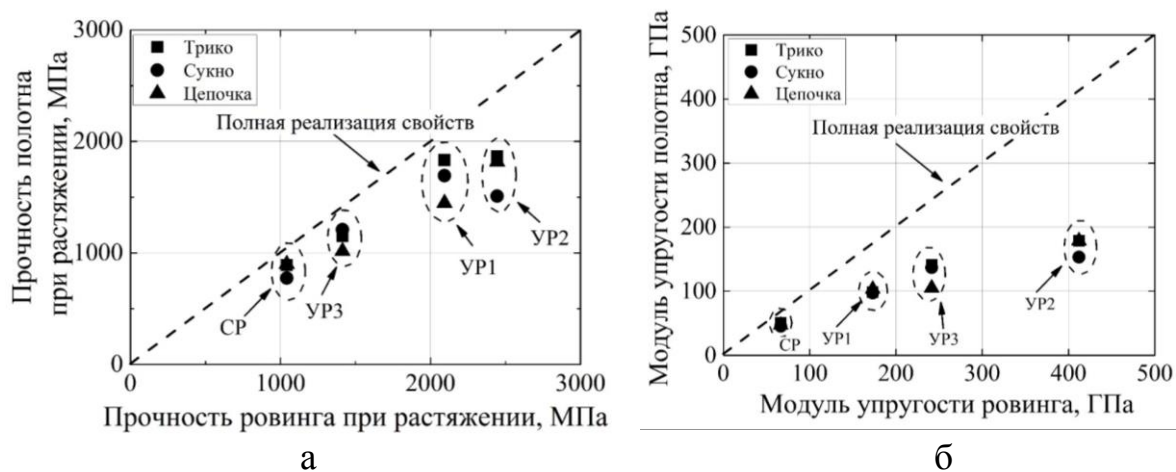 Прочность полотна
при растяжении, МПа
3000
2000
1000
0
Трико
Сукно
Цепочка
Полная реализация свойств
СР
УР3
УР1
УР2
0
1000
2000
3000
Прочность ровинга при растяжении, МПа
а
Модуль упругости полотна, ГПа
500
400
300
200
100
0
Трико
Сукно
Цепочка
Полная реализация свойств
СР
УР1
УР3
УР2
0
100
200
300
400
500
Модуль упругости ровинга, ГПа
б